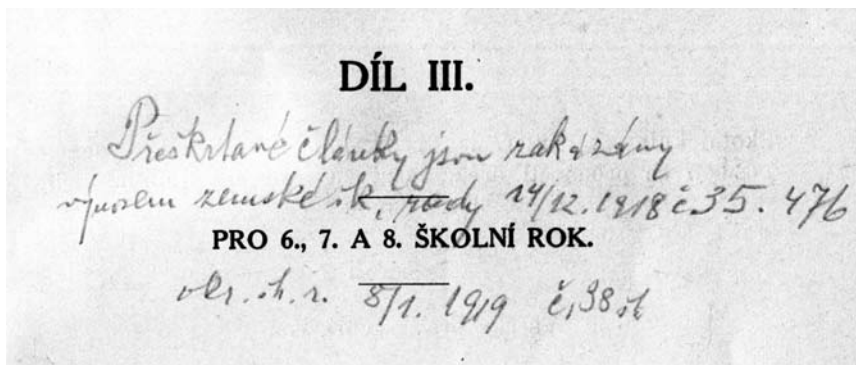 DÍL III.
Přeškrtané články jsou zakázány
výnosem zemské šk. rady 14/12. 1918 č. 35.476
PRO 6., 7. A 8. ŠKOLNÍ ROK.
okr. šk. r. 8/1. 1919 č. 38